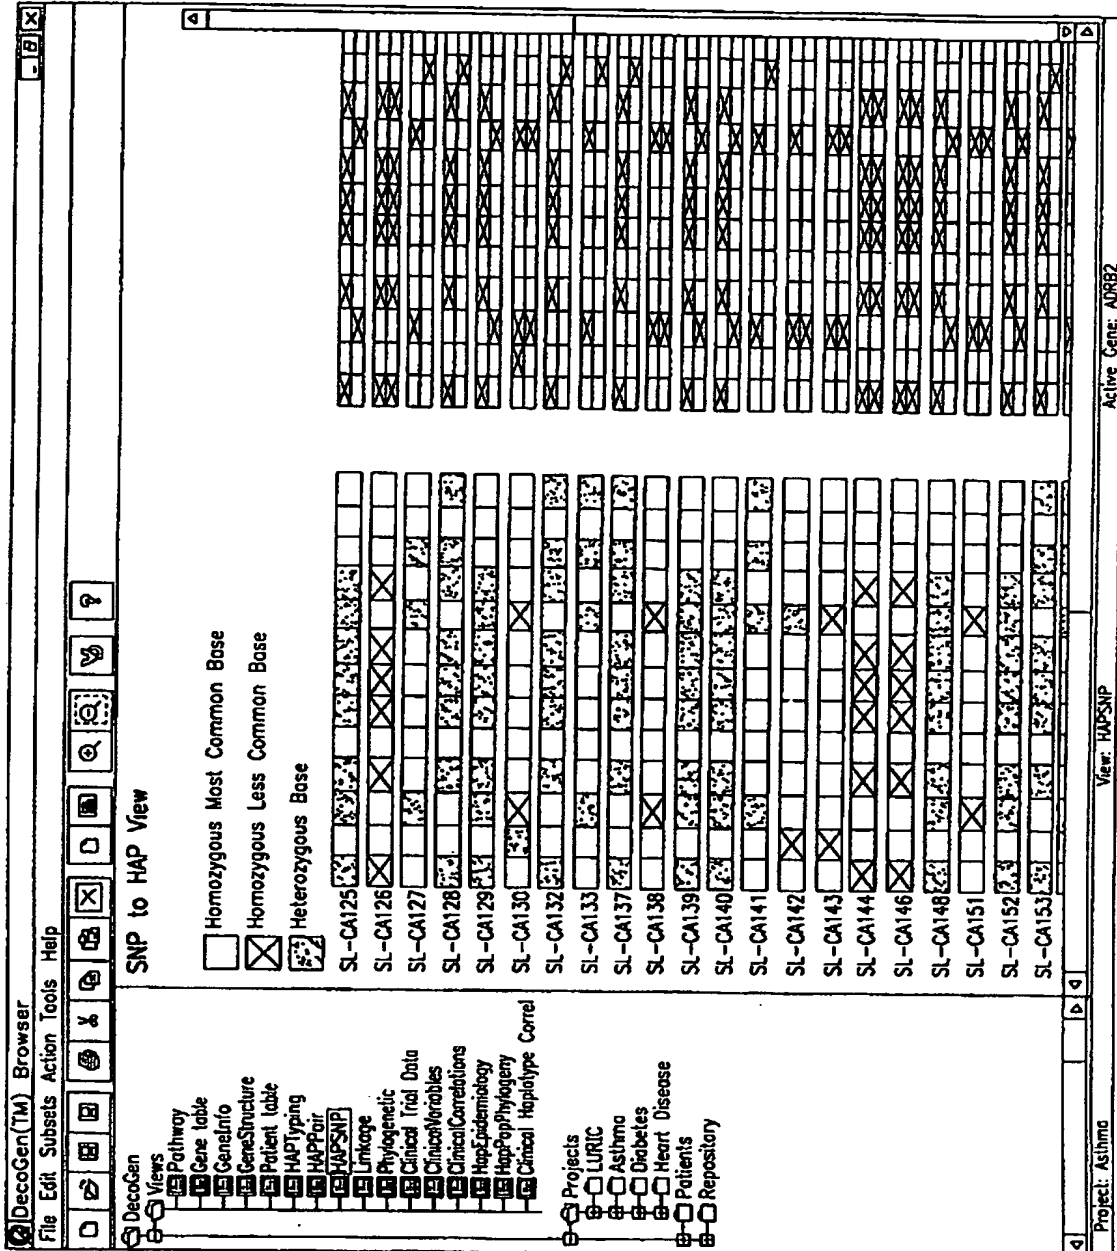 DecoGen(TM) Browser
File Edit Subsets Action Tools Help
DecoGen
Views
Pathway
Gene table
GeneInfo
GeneStructure
Patient table
HAPTyping
HAPPair
HAPSNP
Linkage
Phylogenetic
Clinical Trial Data
ClinicalVariables
ClinicalCorrelations
HapEpidemiology
HapPopPhylogeny
Clinical Haplotype Correl
Projects
LURIC
Asthma
Diabetes
Heart Disease
Patients
Repository
SNP to HAP View
Homozygous Most Common Base
Homozygous Less Common Base
Heterozygous Base
SL-CA125
SL-CA126
SL-CA127
SL-CA128
SL-CA129
SL-CA130
SL-CA132
SL-CA133
SL-CA137
SL-CA138
SL-CA139
SL-CA140
SL-CA141
SL-CA142
SL-CA143
SL-CA144
SL-CA146
SL-CA148
SL-CA151
SL-CA152
SL-CA153
Project: Asthma
View: HAPSNP
Active Gene: ADRB2